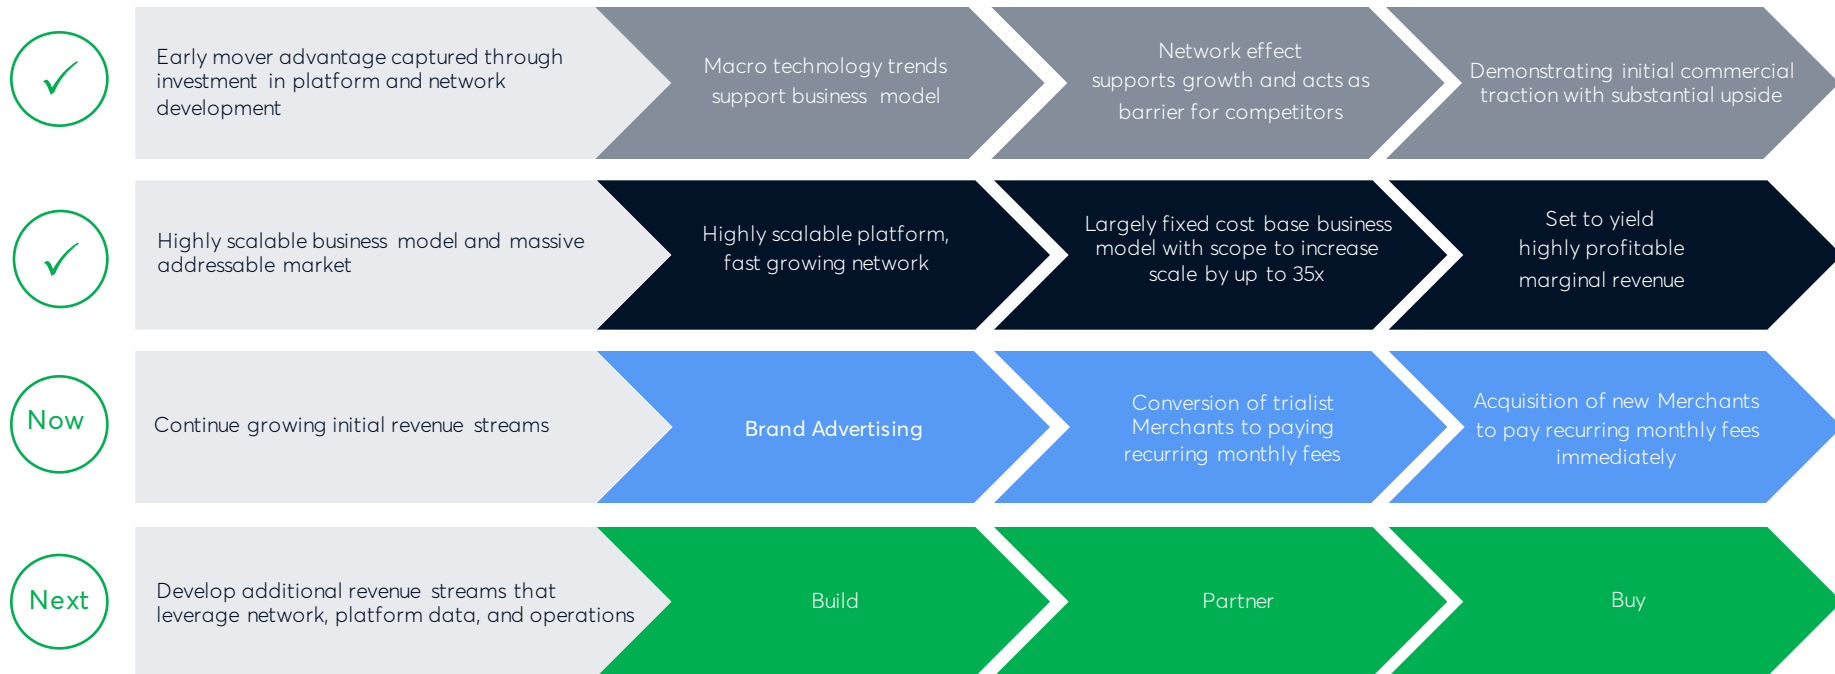 Early mover advantage captured through
investment in platform and network
development
Macro technology trends
support business model
Network effect
supports growth and acts as
barrier for competitors
Demonstrating initial commercial
traction with substantial upside
Highly scalable business model and massive
addressable market
Highly scalable platform,
fast growing network
Largely fixed cost base business
model with scope to increase
scale by up to 35x
Set to yield
highly profitable
marginal revenue
Now
Continue growing initial revenue streams
Brand Advertising
Conversion of trialist
Merchants to paying
recurring monthly fees
Acquisition of new Merchants
to pay recurring monthly fees
immediately
Next
Develop additional revenue streams that
leverage network, platform data, and operations
Build
Partner
Buy